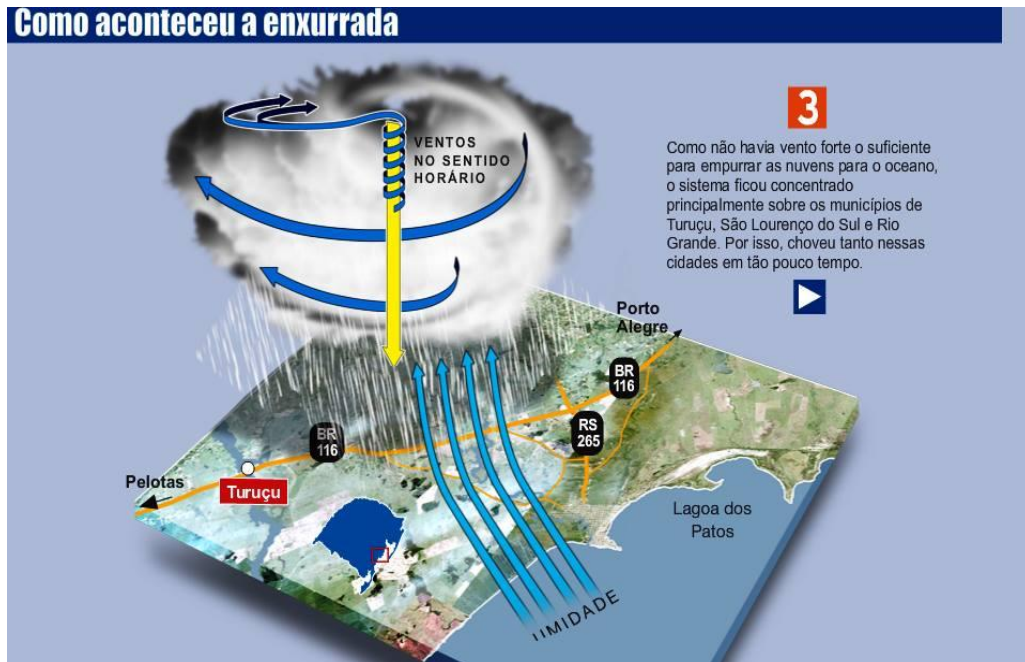 Como aconteceu a enxurrada
3
Como não havia vento forte o suficiente
para empurrar as nuvens para o oceano,
o sistema ficou concentrado
principalmente sobre os municípios de
Turuçu, São Lourenço do Sul e Rio
Grande. Por isso, choveu tanto nessas
cidades em tão pouco tempo.
VENTOS
NO SENTIDO
HORÁRIO
Porto
Alegre
BR
116
RS
265
BR
116
Pelotas
Turuçu
Lagoa dos
Patos
UMIDADE